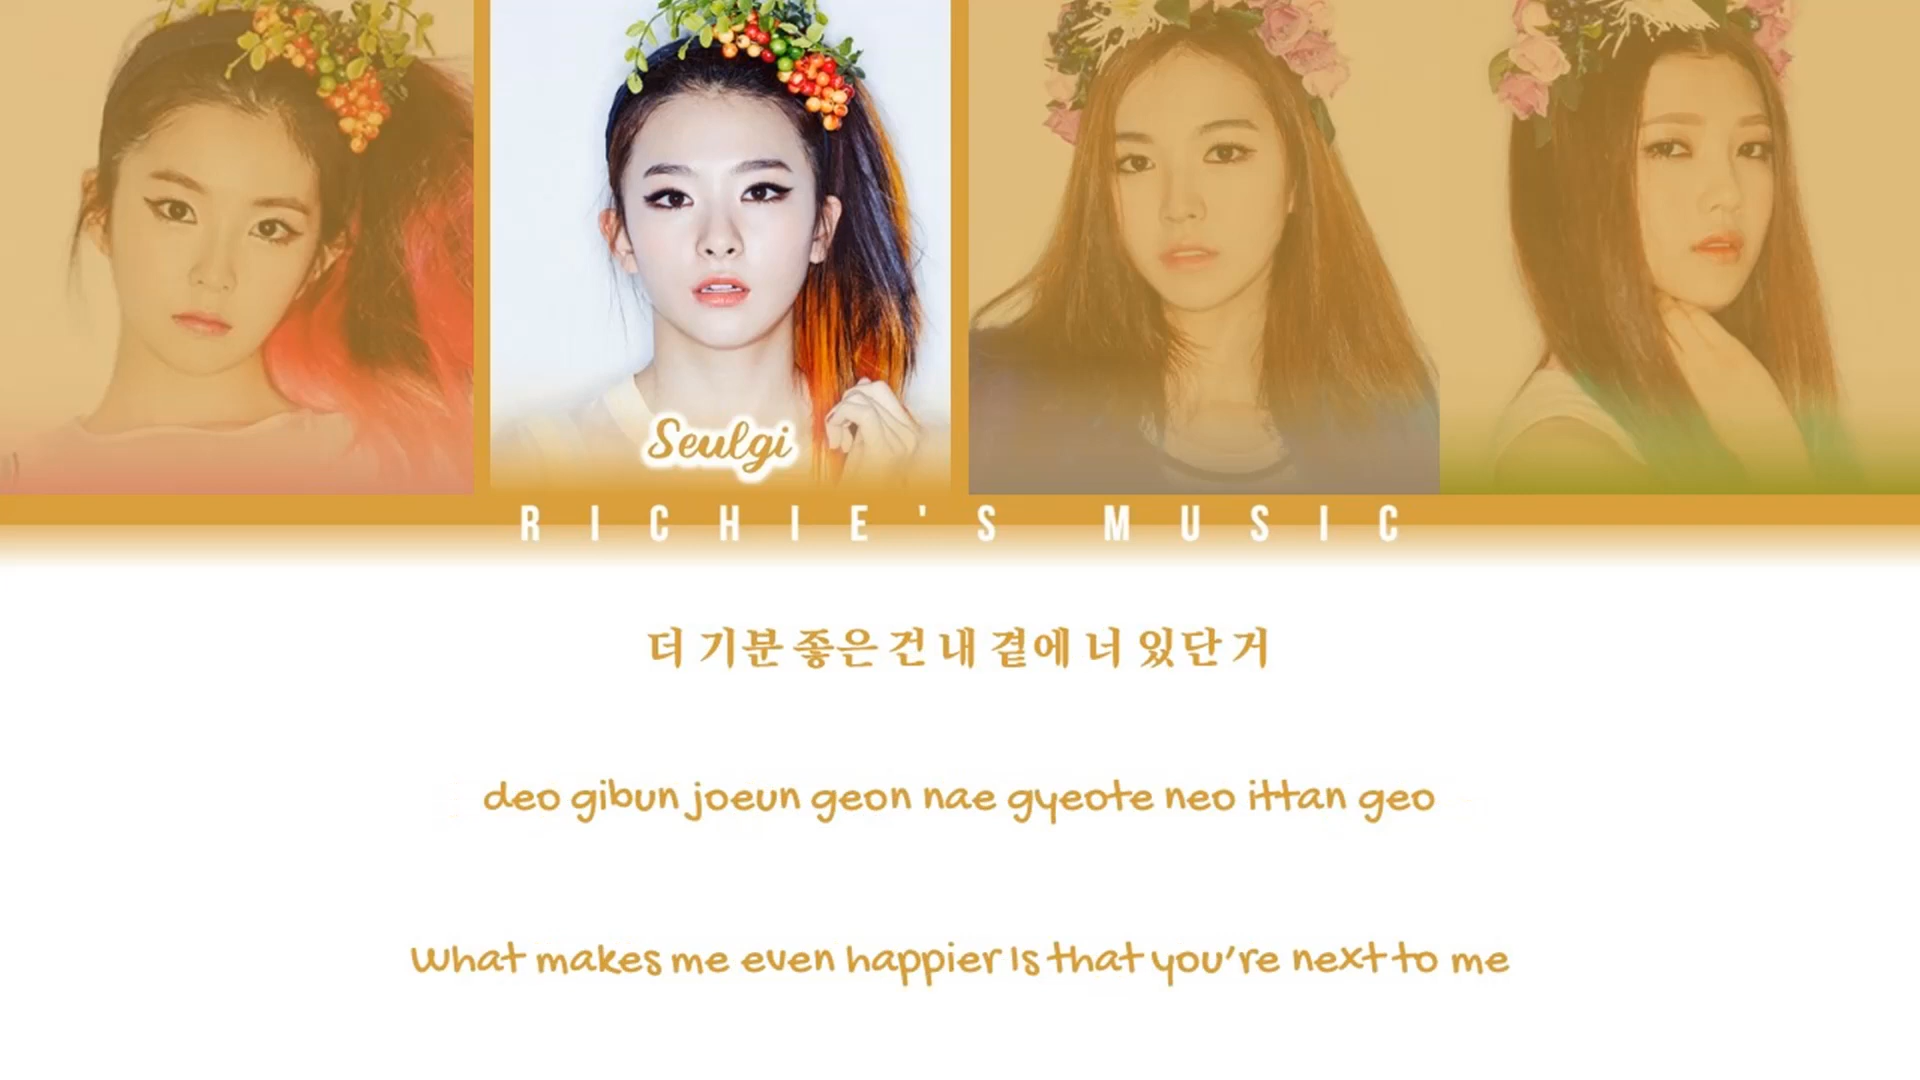 Seulgi
RICHIE'S MUSIC
더 기분 좋은 건 내 곁에 너 있단 거
deo gibun joeun geon nae gyeote neo ittan geo
What makes me even happier Is that you're next to me